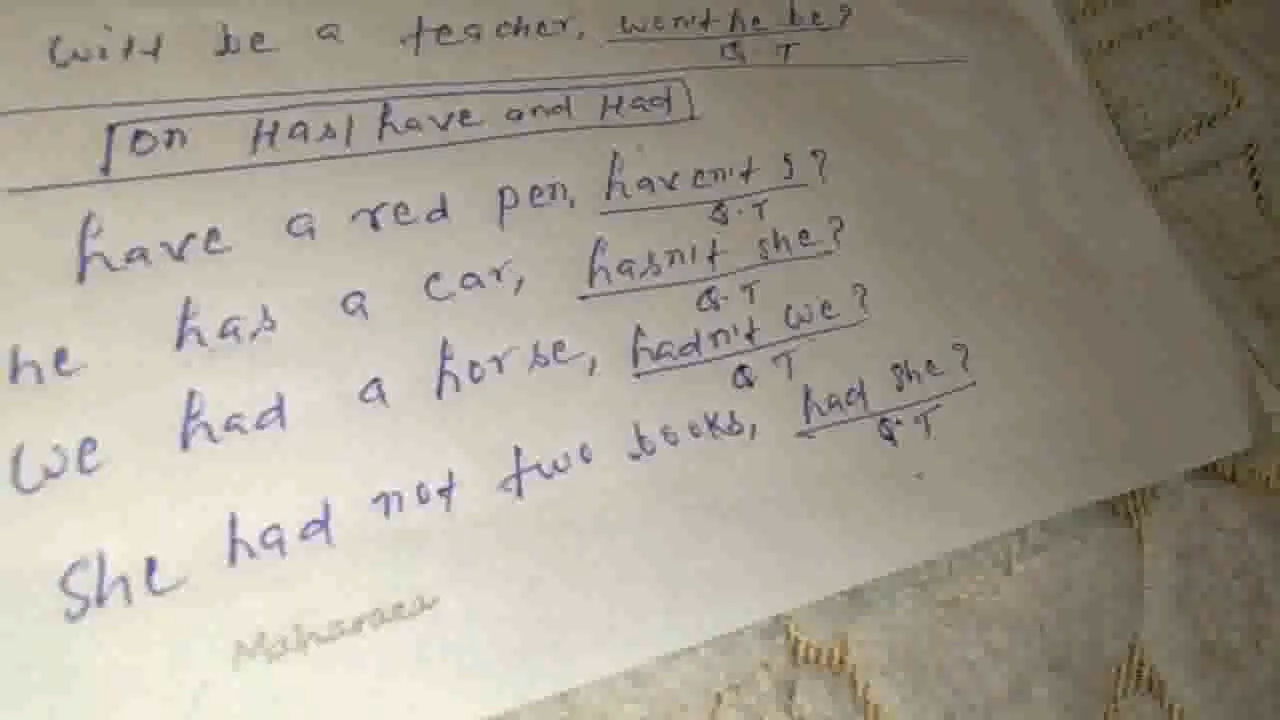 will be a teacher, won't he be?
Q T
on Has/have and Had
have a red pen, haven't I?
Q.T
he has a car, hasn't she?
Q.T
we had a horse, hadn't we?
Q T
She had not two books, had she?
Q.T